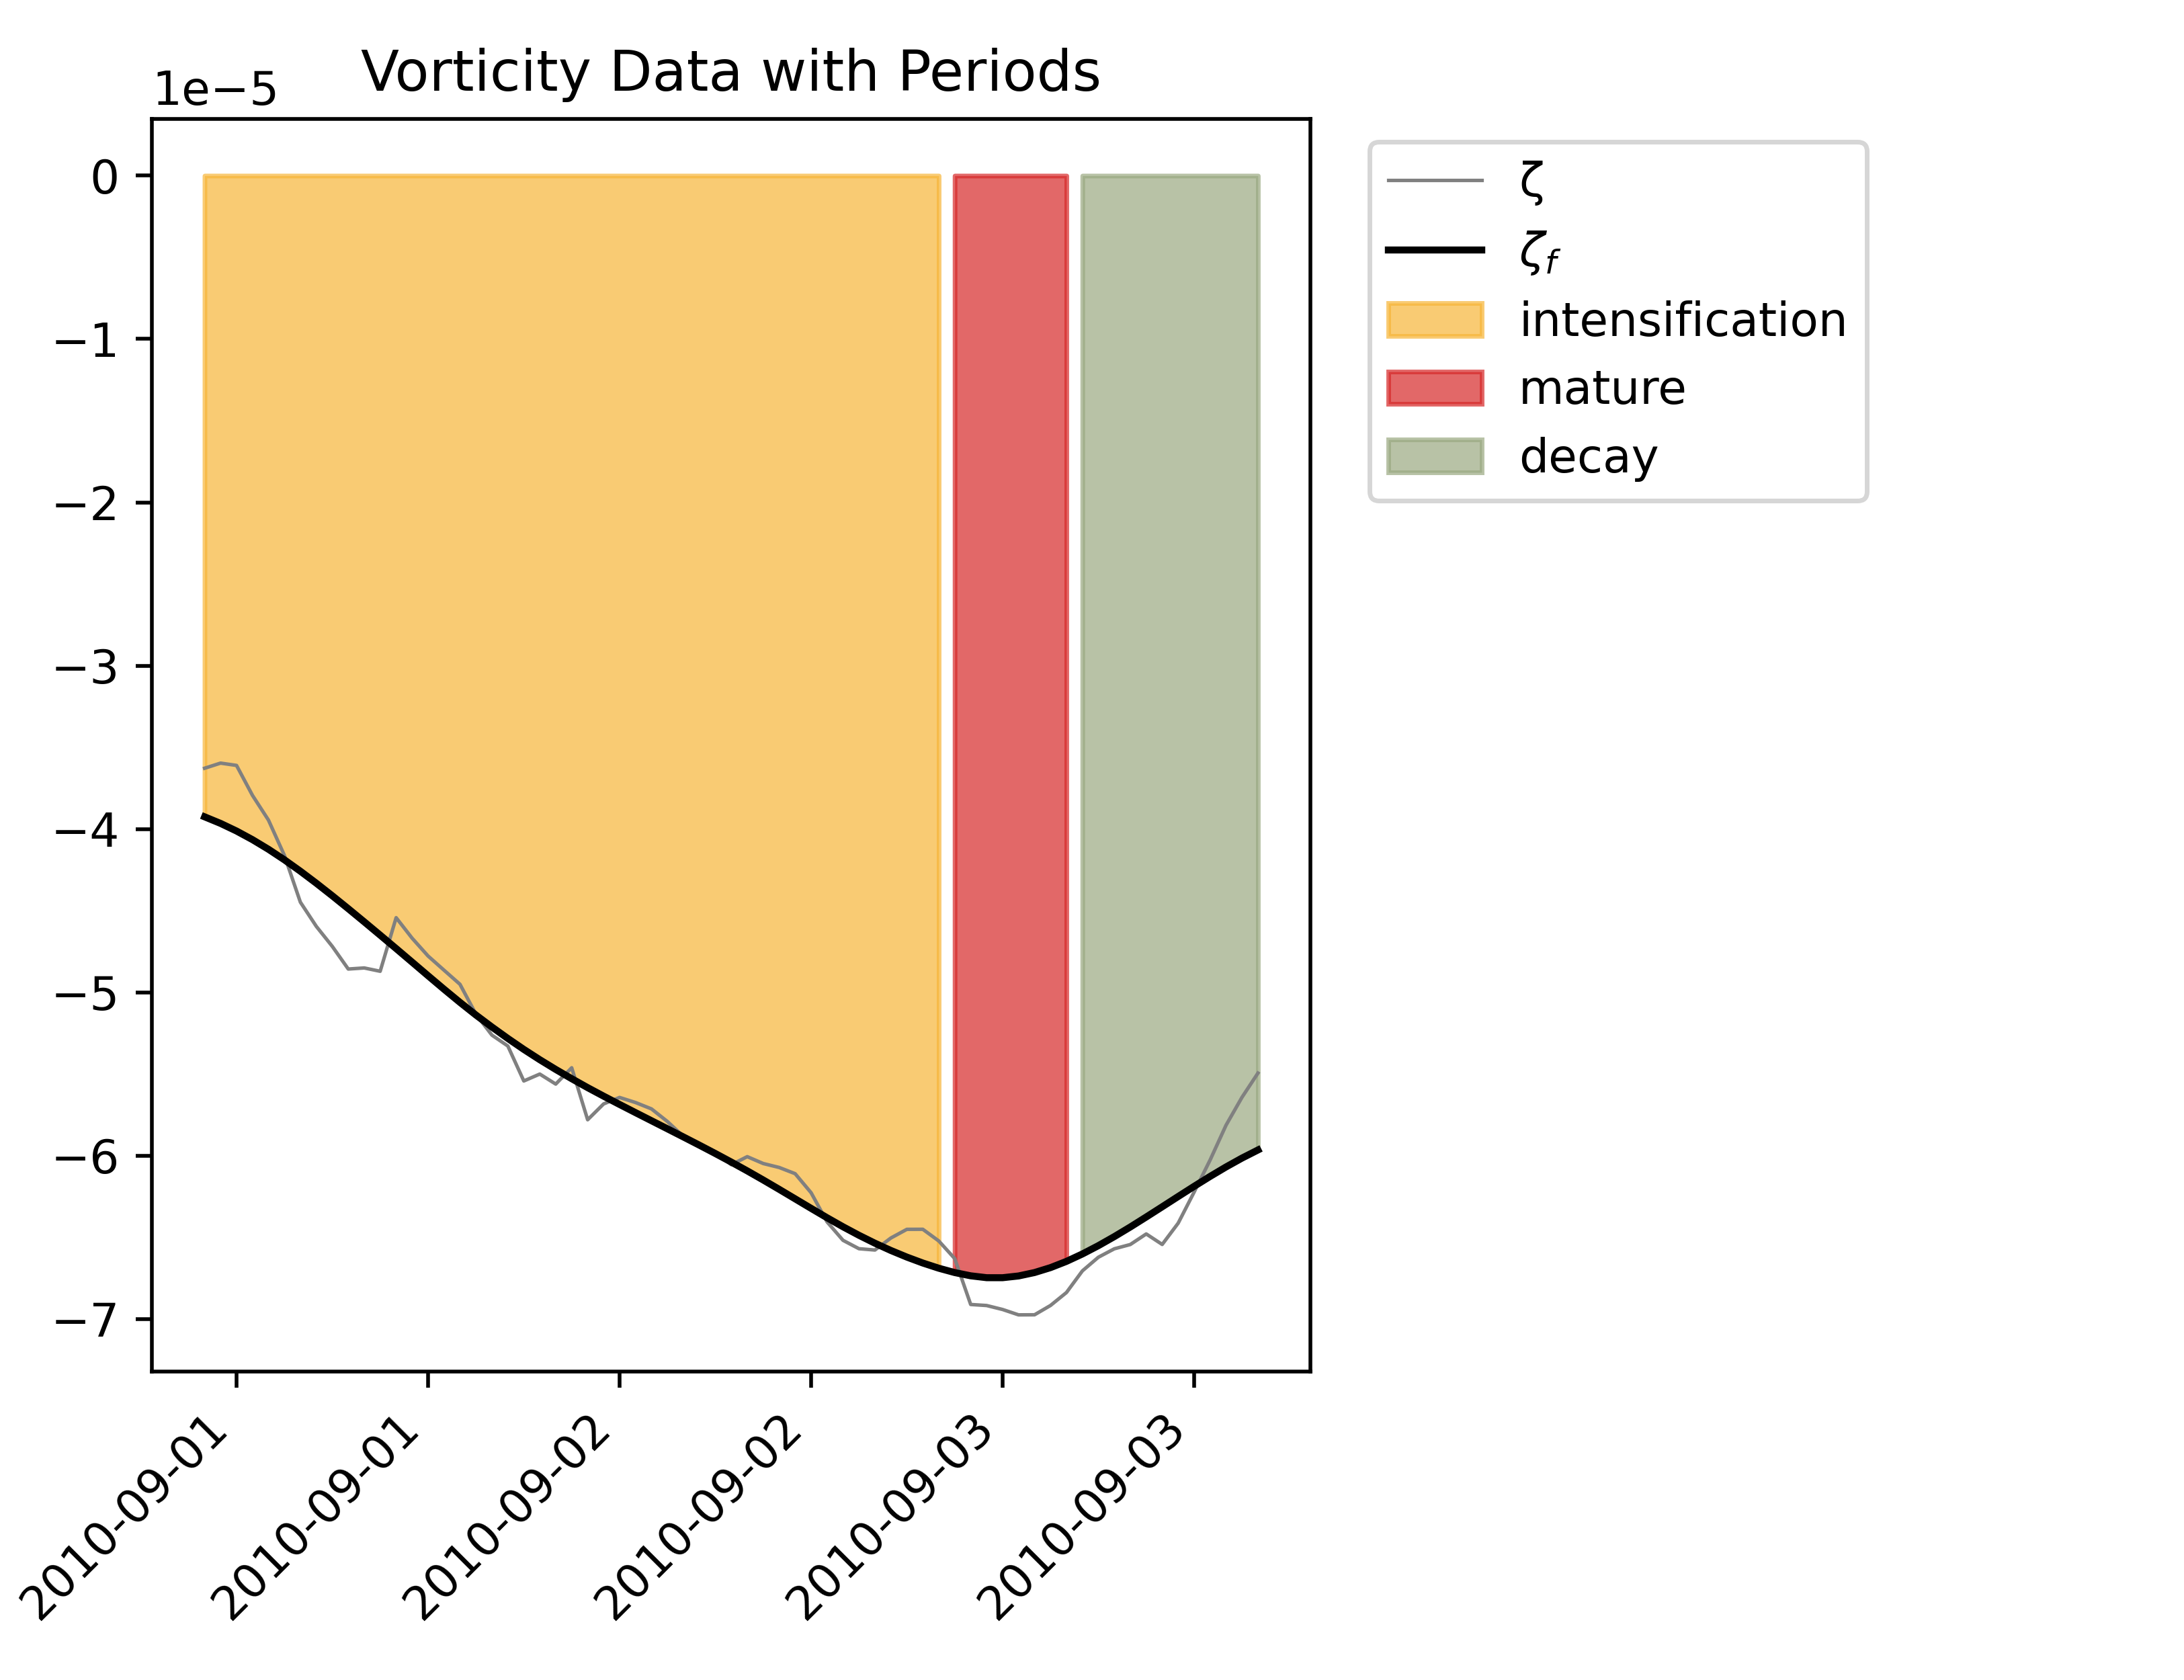 Vorticity Data with Periods
1e−5
0
−1
−2
−3
−4
−5
−6
−7
2010-09-01
2010-09-01
2010-09-02
2010-09-02
2010-09-03
2010-09-03
ζ
ζf
intensification
mature
decay